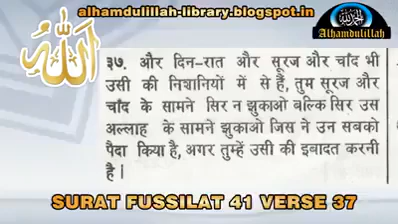 alhamdulillah-library.blogspot.in
Alhamdulillah
الله
३७. और दिन-रात और सूरज और चांद भी
उसी की निशानियों में से हैं, तुम सूरज और
चांद के सामने सिर न झुकाओ बल्कि सिर उस
अल्लाह के सामने झुकाओ जिस ने उन सबको
पैदा किया है, अगर तुम्हें उसी की इबादत करनी
है।
SURAT FUSSILAT 41 VERSE 37